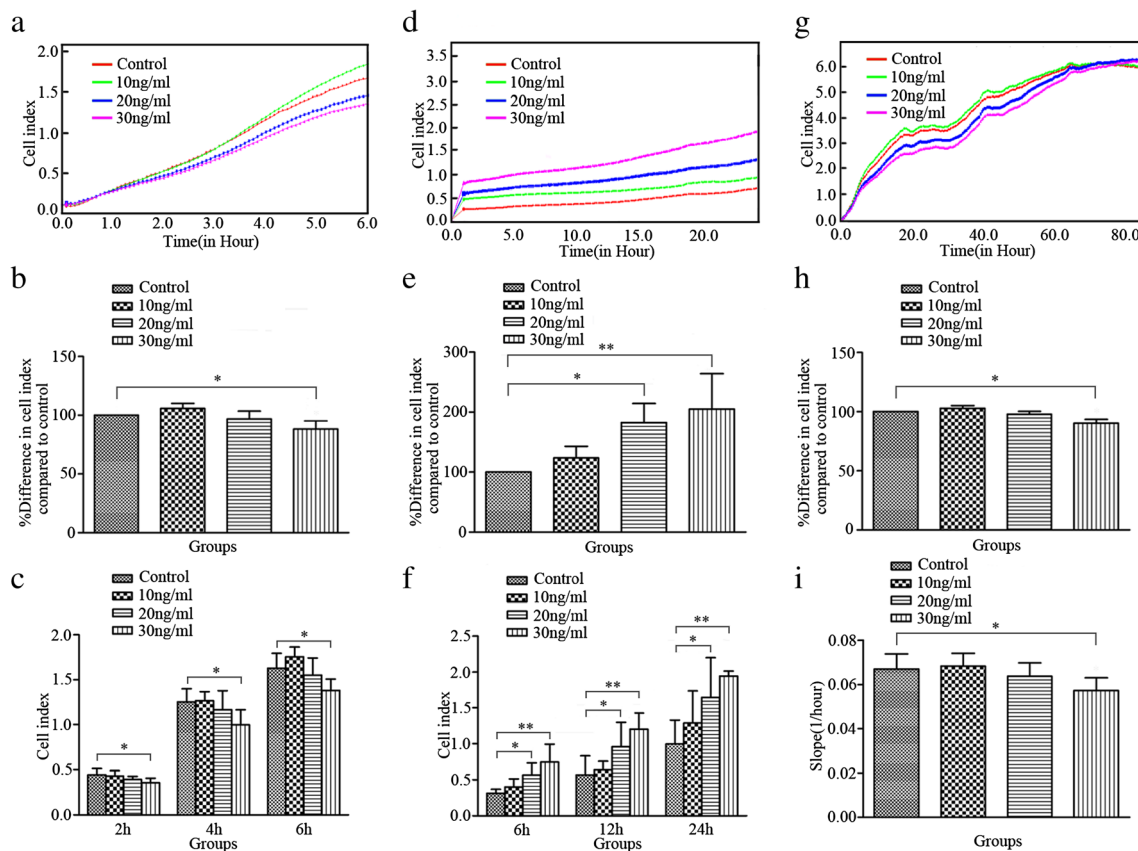 a
Control
10ng/ml
20ng/ml
30ng/ml
Cell index
2.0
1.5
1.0
0.5
0.0
0.0 1.0 2.0 3.0 4.0 5.0 6.0
Time(in Hour)
d
Control
10ng/ml
20ng/ml
30ng/ml
Cell index
3.5
3.0
2.5
2.0
1.5
1.0
0.5
0.0
0.0 5.0 10.0 15.0 20.0
Time(in Hour)
g
Control
10ng/ml
20ng/ml
30ng/ml
Cell index
6.0
5.0
4.0
3.0
2.0
1.0
0.0
0.0 20.0 40.0 60.0 80.0
Time(in Hour)
b
Control
10ng/ml
20ng/ml
30ng/ml
%Difference in cell index
compared to control
150
100
50
0
*
Groups
e
Control
10ng/ml
20ng/ml
30ng/ml
%Difference in cell index
compared to control
300
200
100
0
**
*
Groups
h
Control
10ng/ml
20ng/ml
30ng/ml
%Difference in cell index
compared to control
150
100
50
0
*
Groups
c
Control
10ng/ml
20ng/ml
30ng/ml
Cell index
2.0
1.5
1.0
0.5
0.0
* * *
2h 4h 6h
Groups
f
Control
10ng/ml
20ng/ml
30ng/ml
Cell index
2.5
2.0
1.5
1.0
0.5
0.0
** ** **
* * *
6h 12h 24h
Groups
i
Control
10ng/ml
20ng/ml
30ng/ml
Slope(1/hour)
0.08
0.06
0.04
0.02
0.00
*
Groups